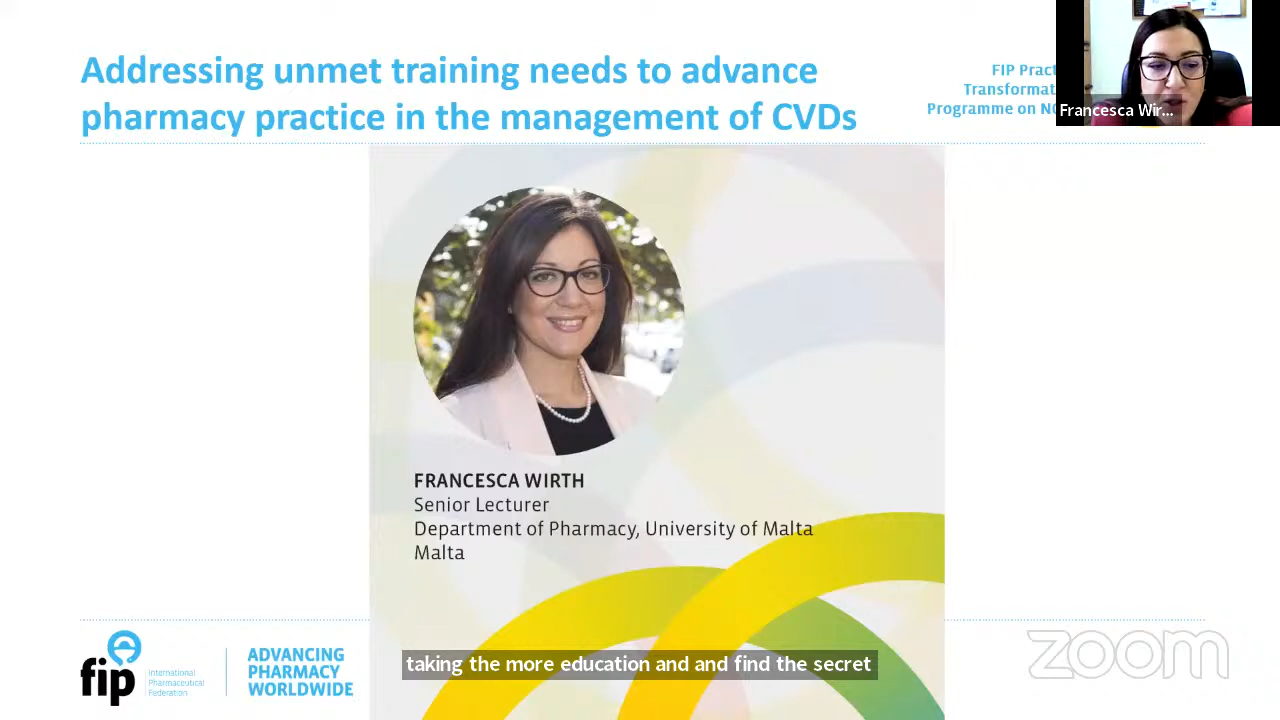 Addressing unmet training needs to advance
pharmacy practice in the management of CVDs
FIP
Programme on
Francesca Wir...
FRANCESCA WIRTH
Senior Lecturer
Department of Pharmacy, University of Malta
Malta
taking the more education and and find the secret
fip
International
Pharmaceutical
Federation
ADVANCING
PHARMACY
WORLDWIDE
zoom